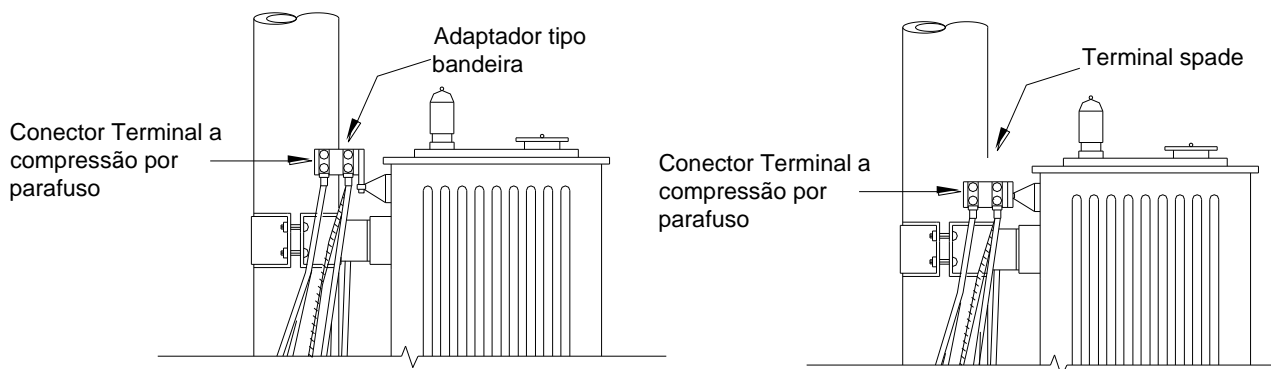 Adaptador tipo
bandeira
Conector Terminal a
compressão por
parafuso
Terminal spade
Conector Terminal a
compressão por
parafuso